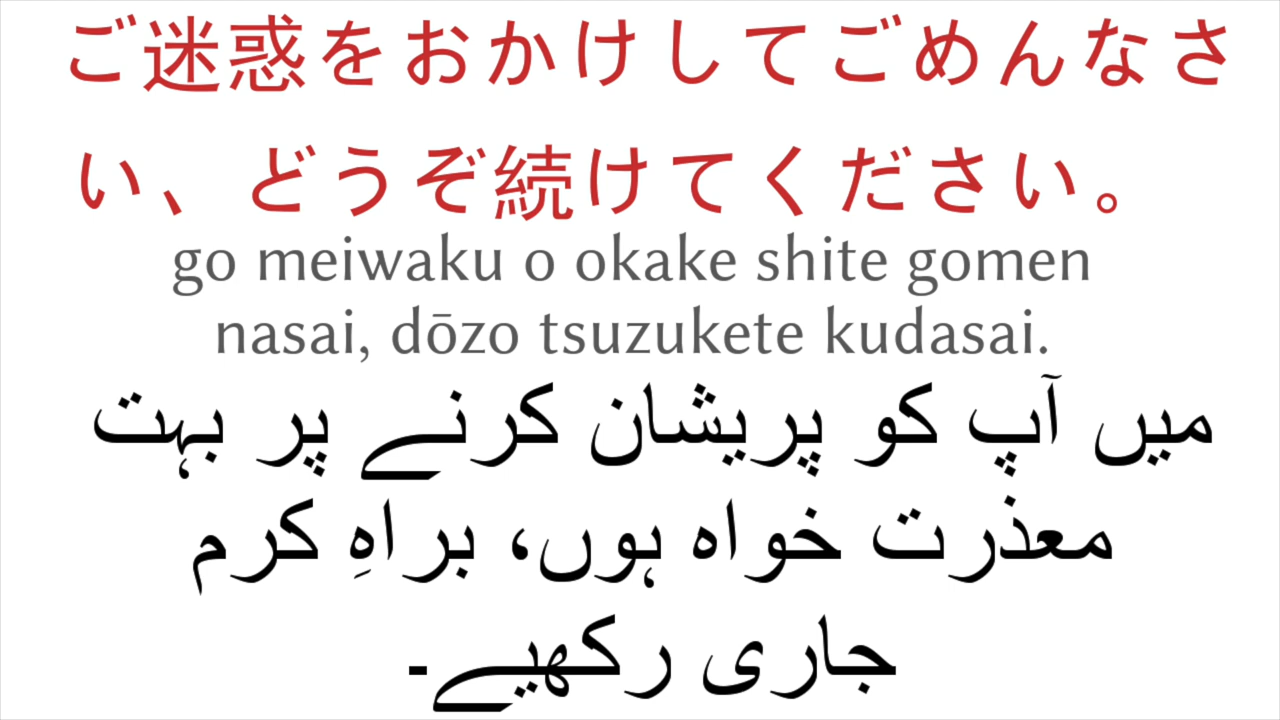 ご迷惑をおかけしてごめんなさ
い、どうぞ続けてください。
go meiwaku o okake shite gomen
nasai, dōzo tsuzukete kudasai.
میں آپ کو پریشان کرنے پر بہت
معذرت خواہ ہوں، براہِ کرم
جاری رکھیے۔